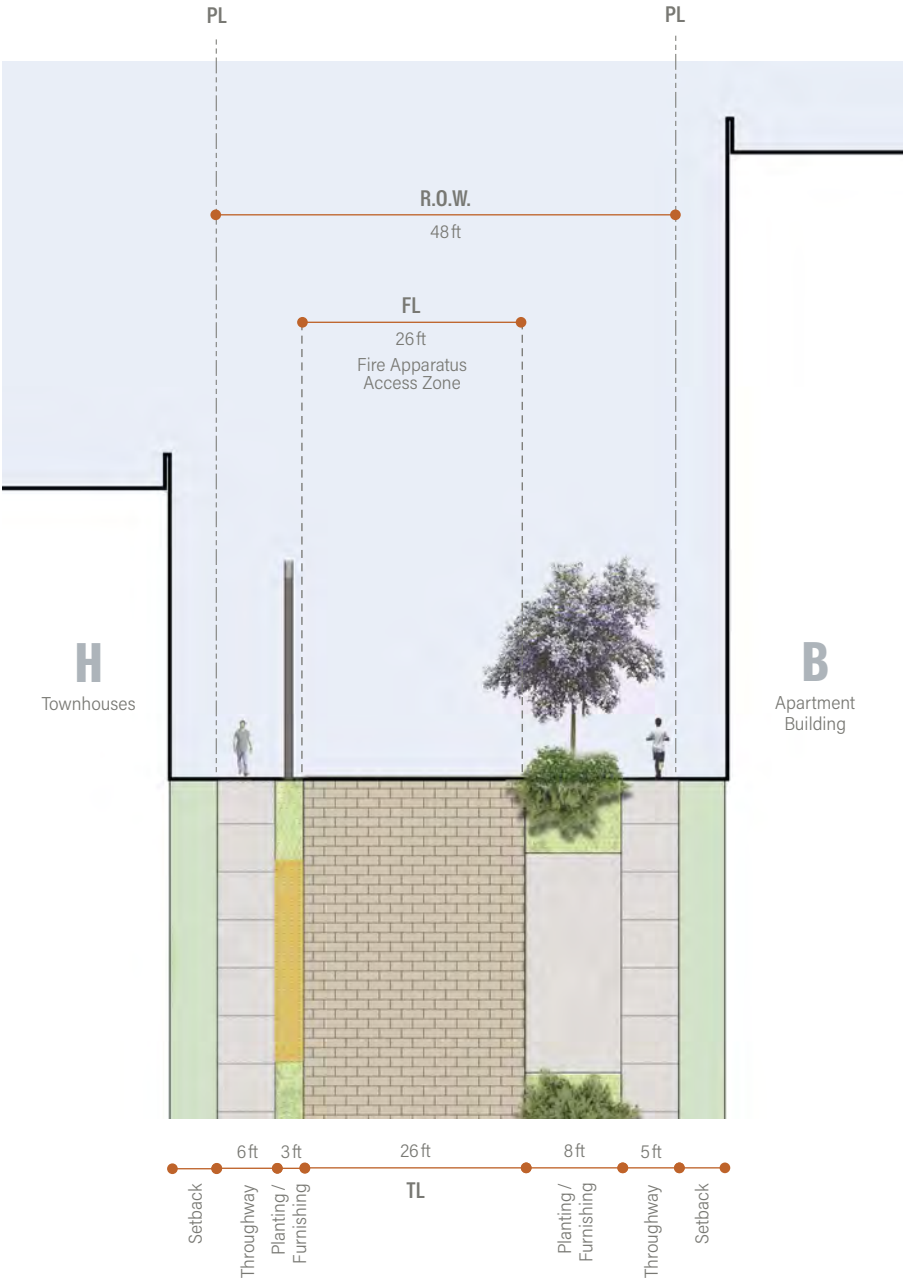 PL
PL
R.O.W.
48 ft
FL
26 ft
Fire Apparatus
Access Zone
H
Townhouses
B
Apartment
Building
6 ft
3 ft
26 ft
8 ft
5 ft
TL
Setback
Throughway
Planting /
Furnishing
Planting /
Furnishing
Throughway
Setback